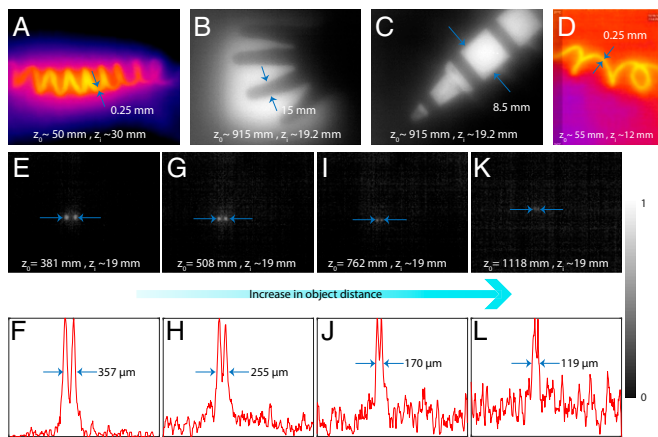 A
B
C
D
0.25 mm
15 mm
8.5 mm
0.25 mm
z₀~ 50 mm , zᵢ~30 mm
z₀~ 915 mm , zᵢ~19.2 mm
z₀~ 915 mm , zᵢ~19.2 mm
z₀~ 55 mm , zᵢ~12 mm
E
G
I
K
1
z₀= 381 mm , zᵢ ~19 mm
z₀= 508 mm , zᵢ ~19 mm
z₀= 762 mm , zᵢ ~19 mm
z₀= 1118 mm , zᵢ ~19 mm
Increase in object distance
F
H
J
L
357 µm
255 µm
170 µm
119 µm
0